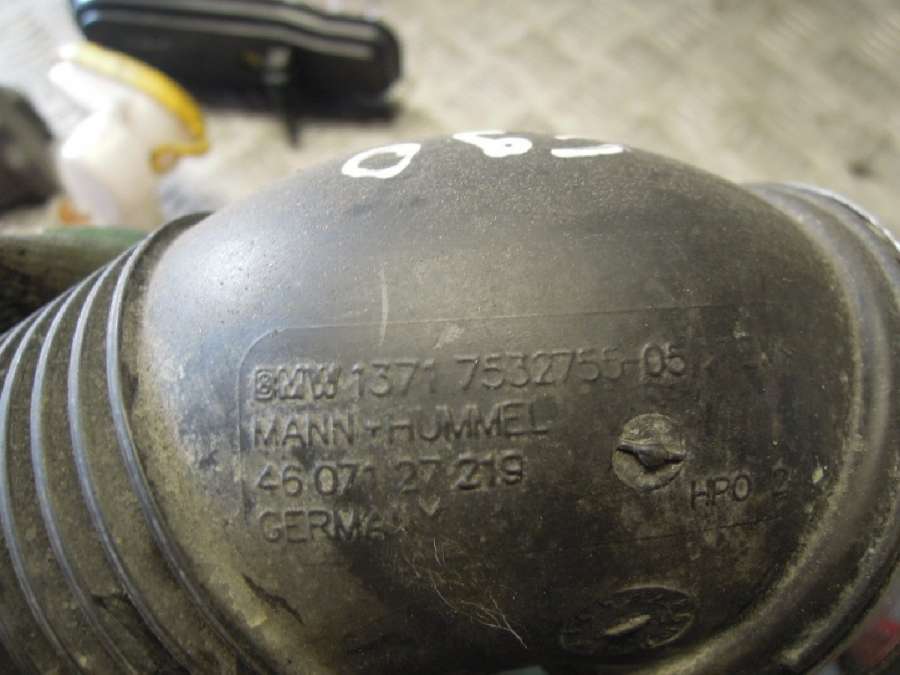 BMW 1371 7532755-05
MANN+HUMMEL
46 071 27 219
GERMANY
HPO 2